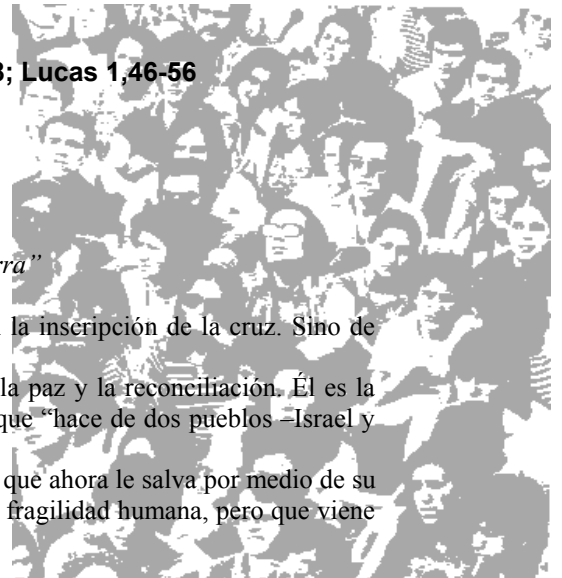 3; Lucas 1,46-56
rra”
la inscripción de la cruz. Sino de
la paz y la reconciliación. Él es la
que “hace de dos pueblos –Israel y
que ahora le salva por medio de su
fragilidad humana, pero que viene